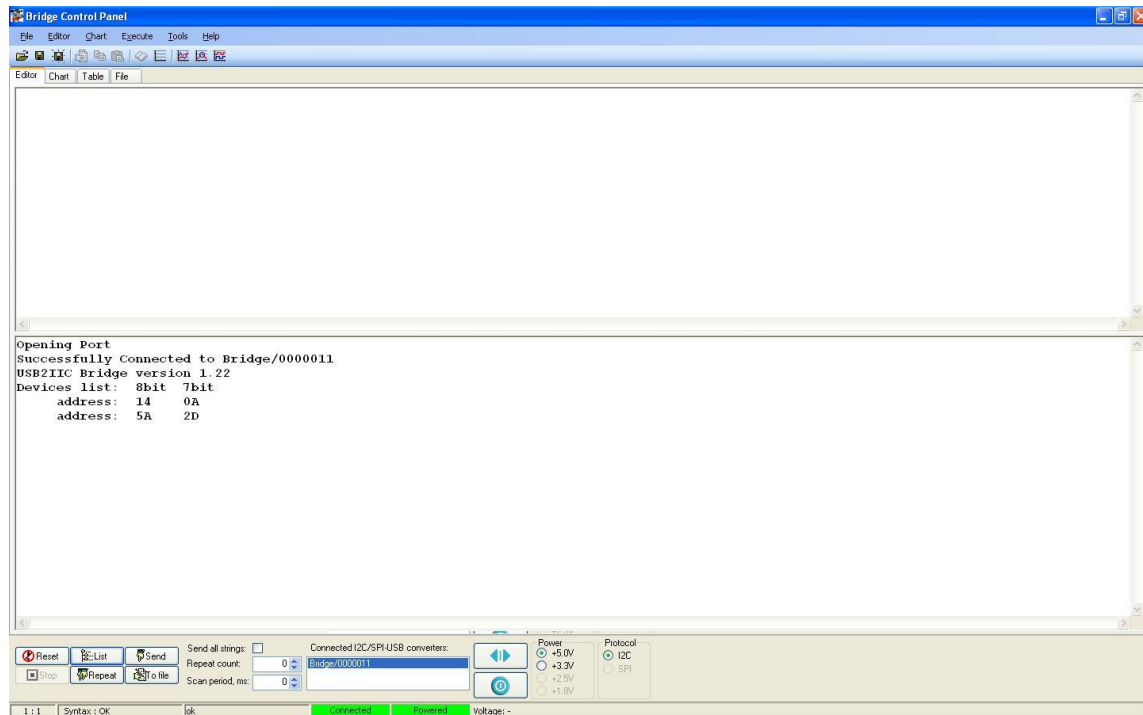 Bridge Control Panel
File Editor Chart Execute Tools Help
Editor Chart Table File
Opening Port
Successfully Connected to Bridge/0000011
USB2IIC Bridge version 1.22
Devices list: 8bit 7bit
address: 14 0A
address: 5A 2D
Reset List Send
Stop Repeat To file
Send all strings:
Repeat count: 0
Scan period, ms: 0
Connected I2C/SPI-USB converters:
Bridge/0000011
Power
+5.0V
+3.3V
+2.5V
+1.8V
Protocol
I2C
SPI
1 : 1 Syntax : OK ok Connected Powered Voltage: -